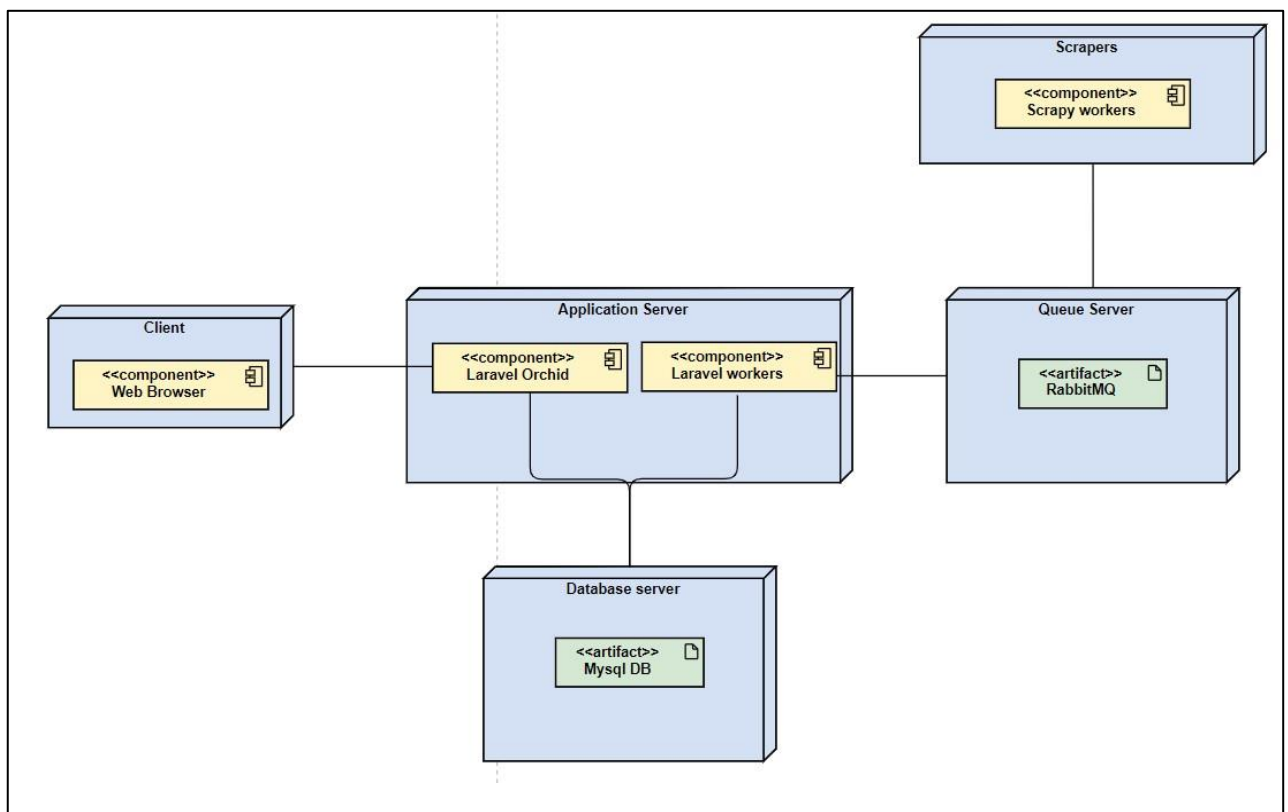 Scrapers
<<component>>
Scrapy workers
Client
<<component>>
Web Browser
Application Server
<<component>>
Laravel Orchid
<<component>>
Laravel workers
Queue Server
<<artifact>>
RabbitMQ
Database server
<<artifact>>
Mysql DB